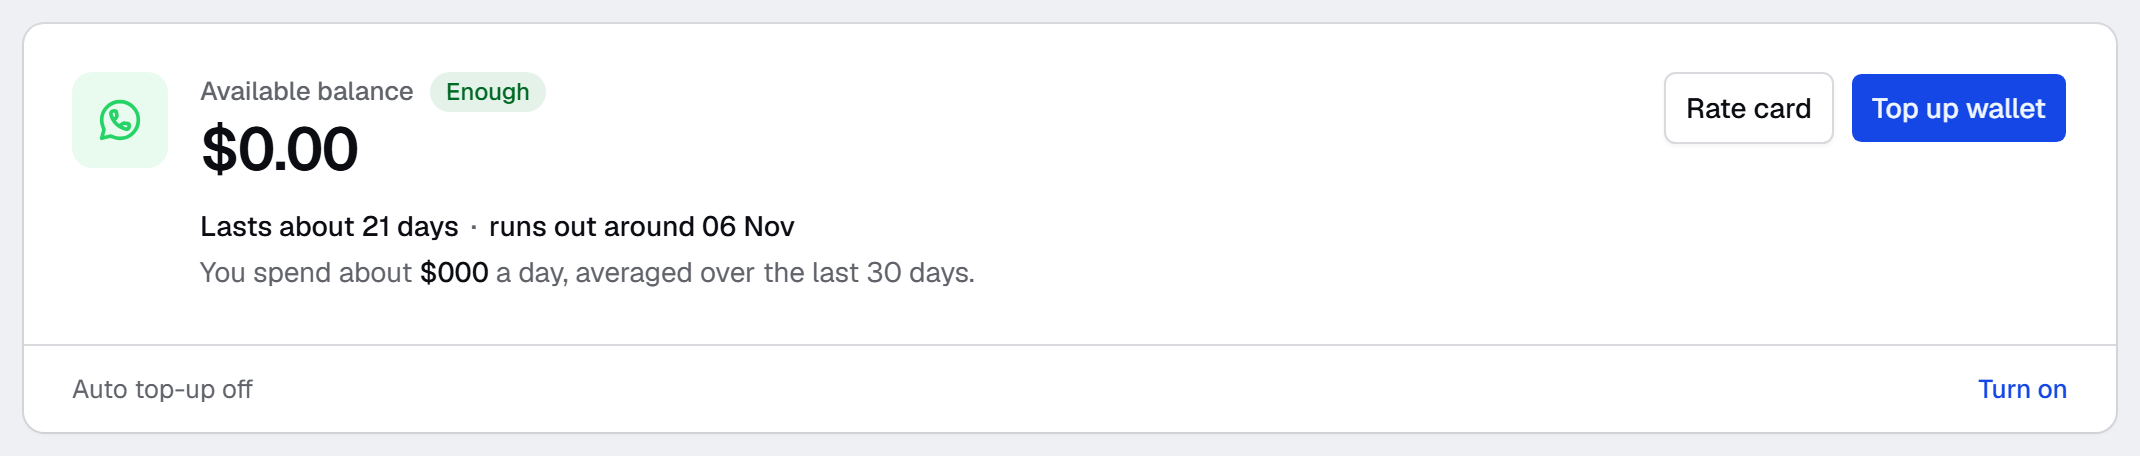 Available balance Enough
$0.00
Rate card
Top up wallet
Lasts about 21 days · runs out around 06 Nov
You spend about $000 a day, averaged over the last 30 days.
Auto top-up off
Turn on